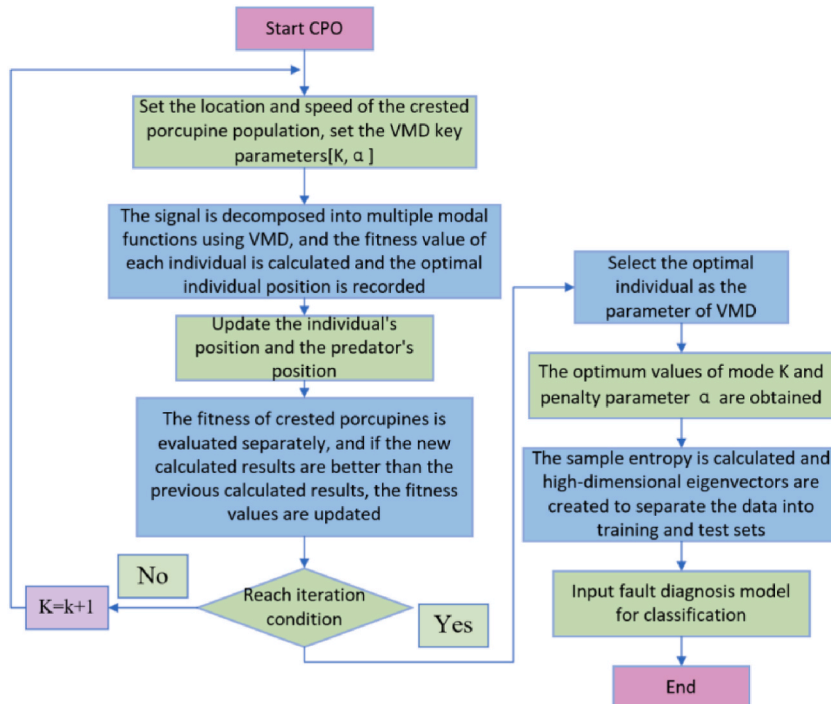 Start CPO
Set the location and speed of the crested
porcupine population, set the VMD key
parameters[K, α]
The signal is decomposed into multiple modal
functions using VMD, and the fitness value of
each individual is calculated and the optimal
individual position is recorded
Update the individual's
position and the predator's
position
The fitness of crested porcupines is
evaluated separately, and if the new
calculated results are better than the
previous calculated results, the fitness
values are updated
Reach iteration
condition
No
K=k+1
Yes
Select the optimal
individual as the
parameter of VMD
The optimum values of mode K and
penalty parameter α are obtained
The sample entropy is calculated and
high-dimensional eigenvectors are
created to separate the data into
training and test sets
Input fault diagnosis model
for classification
End